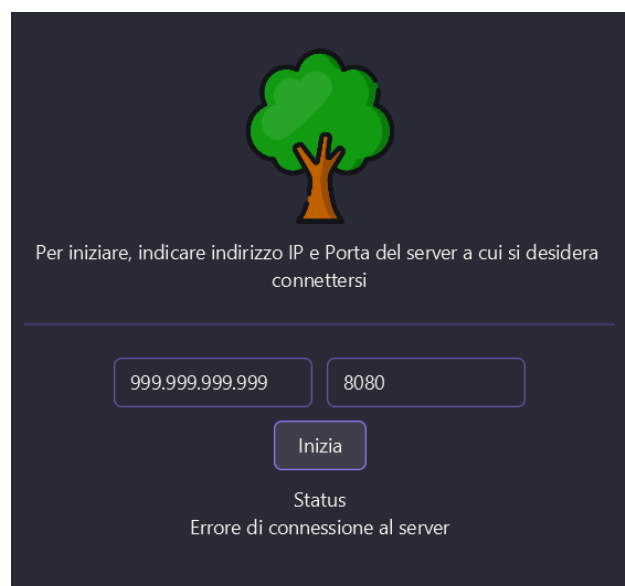 Per iniziare, indicare indirizzo IP e Porta del server a cui si desidera
connettersi
999.999.999.999
8080
Inizia
Status
Errore di connessione al server